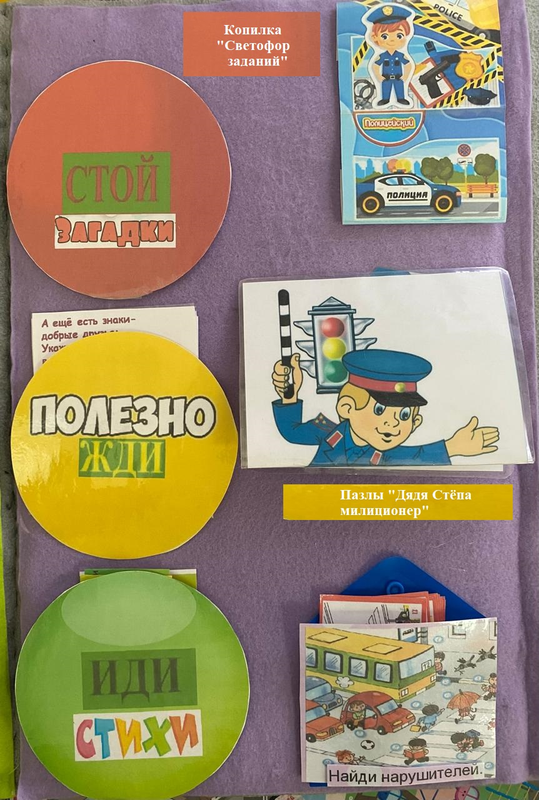 Копилка
"Светофор
заданий"
POLICE
Полицейский
ПОЛИЦИЯ
СТОЙ
ЗАГАДКИ
А ещё есть знаки-
добрые
ПОЛЕЗНО
ЖДИ
Пазлы "Дядя Стёпа
милиционер"
ИДИ
СТИХИ
Найди нарушителей.